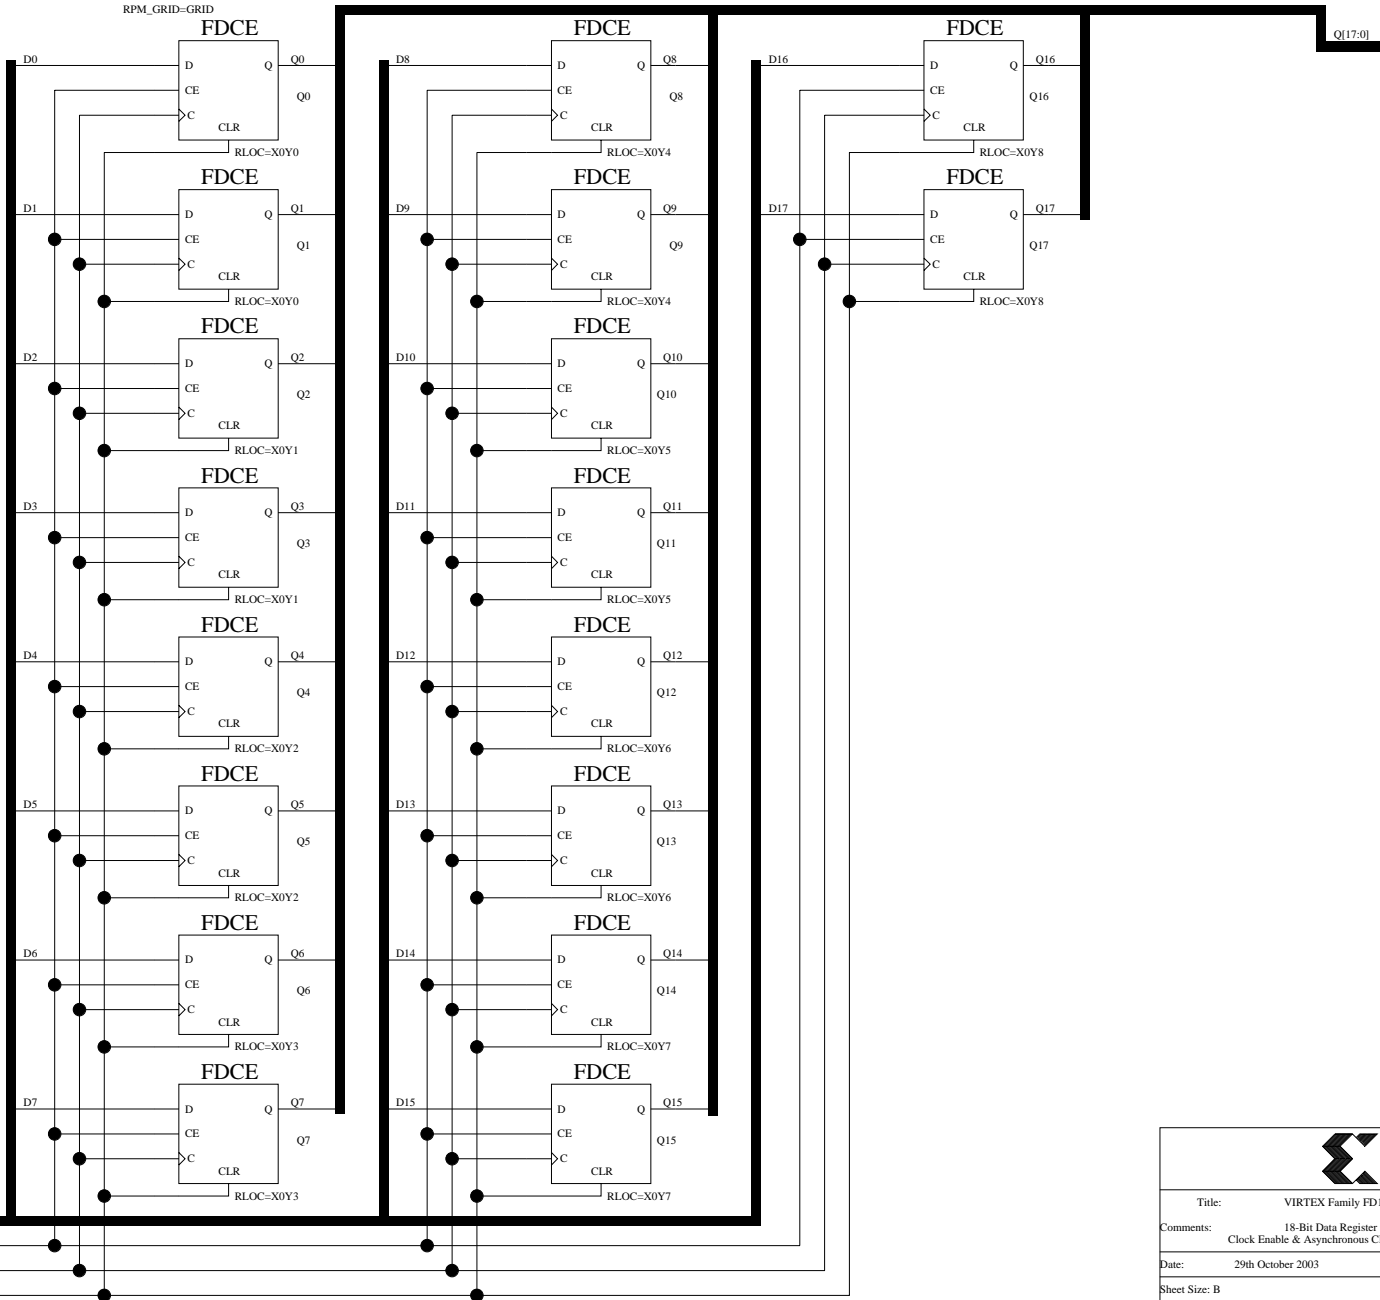 RPM_GRID=GRID
FDCE
D0 D Q Q0
CE Q0
C
CLR
RLOC=X0Y0
FDCE
D1 D Q Q1
CE Q1
C
CLR
RLOC=X0Y0
FDCE
D2 D Q Q2
CE Q2
C
CLR
RLOC=X0Y1
FDCE
D3 D Q Q3
CE Q3
C
CLR
RLOC=X0Y1
FDCE
D4 D Q Q4
CE Q4
C
CLR
RLOC=X0Y2
FDCE
D5 D Q Q5
CE Q5
C
CLR
RLOC=X0Y2
FDCE
D6 D Q Q6
CE Q6
C
CLR
RLOC=X0Y3
FDCE
D7 D Q Q7
CE Q7
C
CLR
RLOC=X0Y3
FDCE
D8 D Q Q8
CE Q8
C
CLR
RLOC=X0Y4
FDCE
D9 D Q Q9
CE Q9
C
CLR
RLOC=X0Y4
FDCE
D10 D Q Q10
CE Q10
C
CLR
RLOC=X0Y5
FDCE
D11 D Q Q11
CE Q11
C
CLR
RLOC=X0Y5
FDCE
D12 D Q Q12
CE Q12
C
CLR
RLOC=X0Y6
FDCE
D13 D Q Q13
CE Q13
C
CLR
RLOC=X0Y6
FDCE
D14 D Q Q14
CE Q14
C
CLR
RLOC=X0Y7
FDCE
D15 D Q Q15
CE Q15
C
CLR
RLOC=X0Y7
FDCE
D16 D Q Q16
CE Q16
C
CLR
RLOC=X0Y8
FDCE
D17 D Q Q17
CE Q17
C
CLR
RLOC=X0Y8
Q[17:0]
Title: VIRTEX Family
Comments: 18-Bit Data Register
Clock Enable & Asynchronous
Date: 29th October 2003
Sheet Size: B